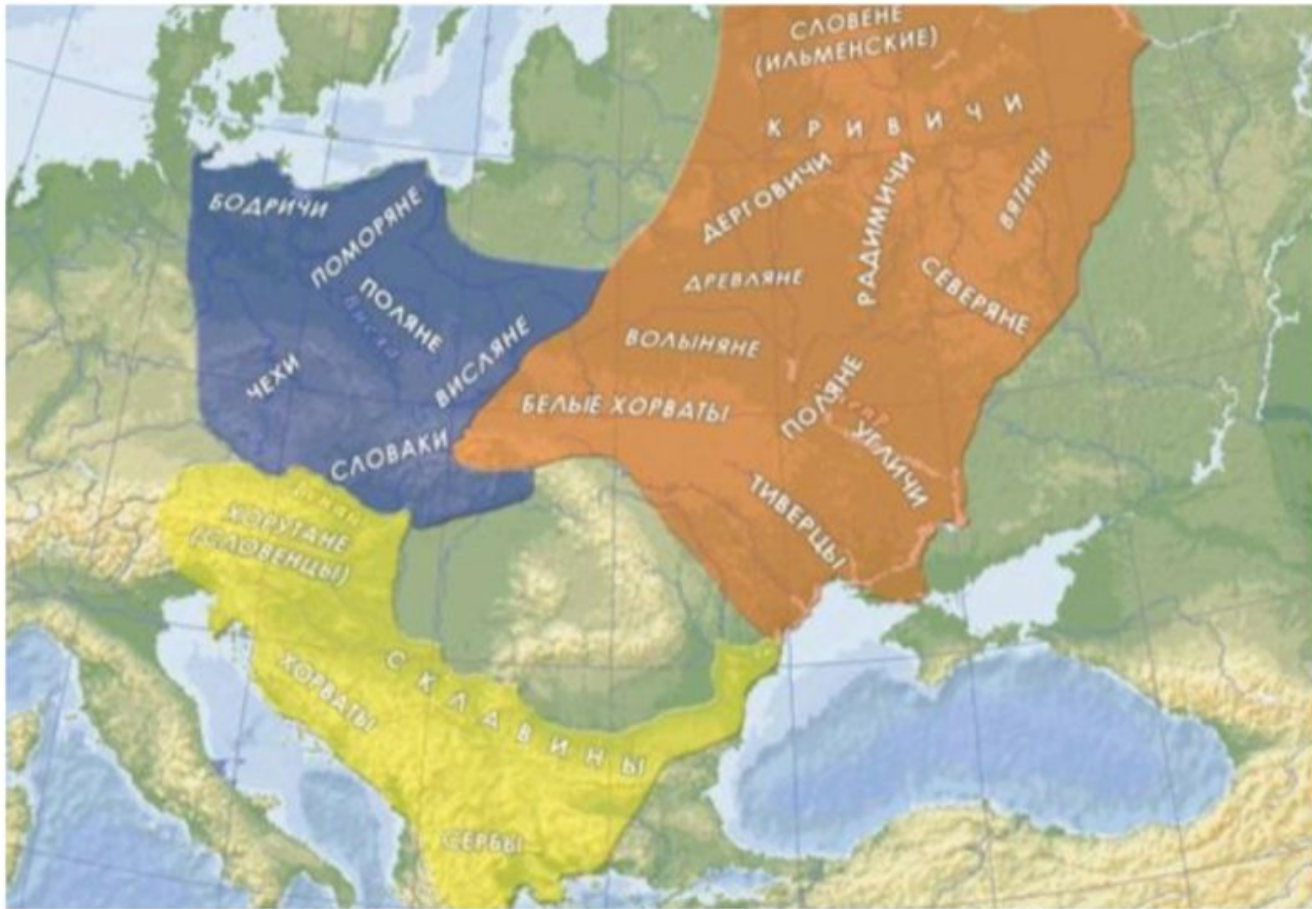 СЛОВЕНЕ
(ИЛЬМЕНСКИЕ)
КРИВИЧИ
ДЕРГОВИЧИ
РАДИМИЧИ
ВЯТИЧИ
БОДРИЧИ
ПОМОРЯНЕ
ПОЛЯНЕ
Висла
ДРЕВЛЯНЕ
СЕВЕРЯНЕ
ВОЛЫНЯНЕ
ВИСЛЯНЕ
ЧЕХИ
БЕЛЫЕ ХОРВАТЫ
ПОЛЯНЕ
УГЛИЧИ
СЛОВАКИ
ТИВЕРЦЫ
ХОРУТАНЕ
(СЛОВЕНЦЫ)
СКЛАВИНЫ
ХОРВАТЫ
СЕРБЫ